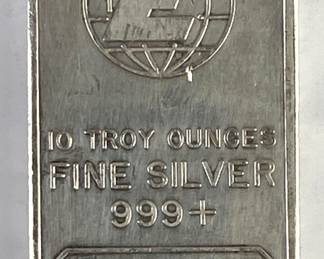 10 TROY OUNCES
FINE SILVER
999+